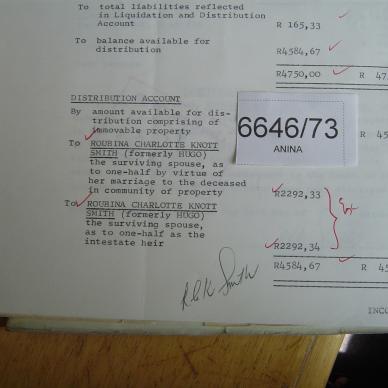 To total liabilities reflected
in Liquidation and Distribution
Account R 165,33
To balance available for
distribution R4584,67
R4750,00 R 47
DISTRIBUTION ACCOUNT
By amount available for dis-
tribution comprising of
immovable property R 45
6646/73
ANINA
To ROUBINA CHARLOTTE KNOTT
SMITH (formerly HUGO)
the surviving spouse, as
to one-half by virtue of
her marriage to the deceased
in community of property R2292,33
To ROUBINA CHARLOTTE KNOTT
SMITH (formerly HUGO)
the surviving spouse,
as to one-half as the
intestate heir R2292,34
R4584,67 R 45
R C K Smith
INCO